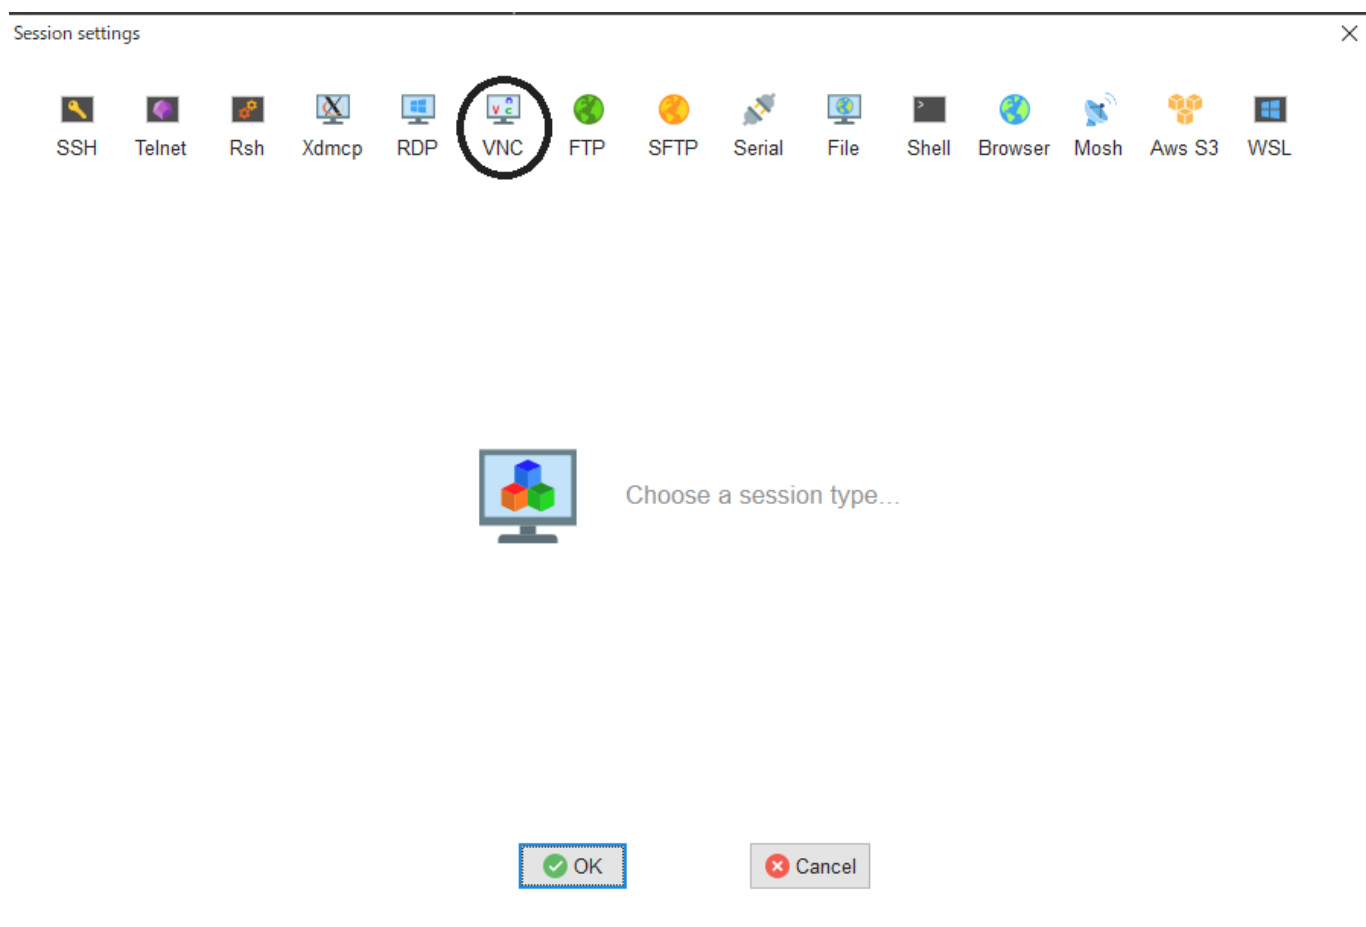 Session settings
SSH Telnet Rsh Xdmcp RDP VNC FTP SFTP Serial File Shell Browser Mosh Aws S3 WSL
Choose a session type...
OK Cancel